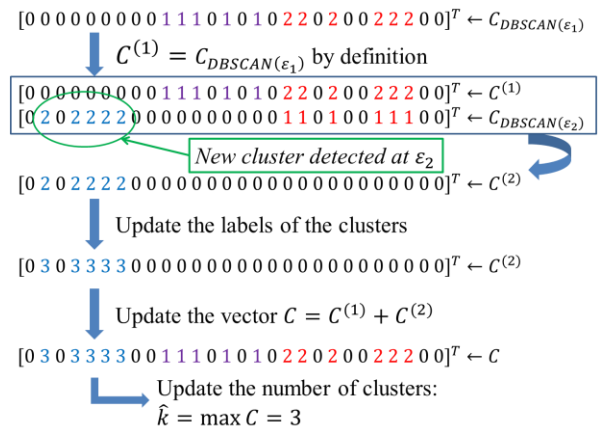 [0 0 0 0 0 0 0 0 0 1 1 1 0 1 0 1 0 2 2 0 2 0 0 2 2 2 0 0]ᵀ ← C_DBSCAN(ε₁)
C⁽¹⁾ = C_DBSCAN(ε₁) by definition
[0 0 0 0 0 0 0 0 0 1 1 1 0 1 0 1 0 2 2 0 2 0 0 2 2 2 0 0]ᵀ ← C⁽¹⁾
[0 2 0 2 2 2 2 0 0 0 0 0 0 0 0 0 0 1 1 0 1 0 0 1 1 1 0 0]ᵀ ← C_DBSCAN(ε₂)
New cluster detected at ε₂
[0 2 0 2 2 2 2 0 0 0 0 0 0 0 0 0 0 0 0 0 0 0 0 0 0 0 0 0]ᵀ ← C⁽²⁾
Update the labels of the clusters
[0 3 0 3 3 3 3 0 0 0 0 0 0 0 0 0 0 0 0 0 0 0 0 0 0 0 0 0]ᵀ ← C⁽²⁾
Update the vector C = C⁽¹⁾ + C⁽²⁾
[0 3 0 3 3 3 3 0 0 1 1 1 0 1 0 1 0 2 2 0 2 0 0 2 2 2 0 0]ᵀ ← C
Update the number of clusters:
k̂ = max C = 3